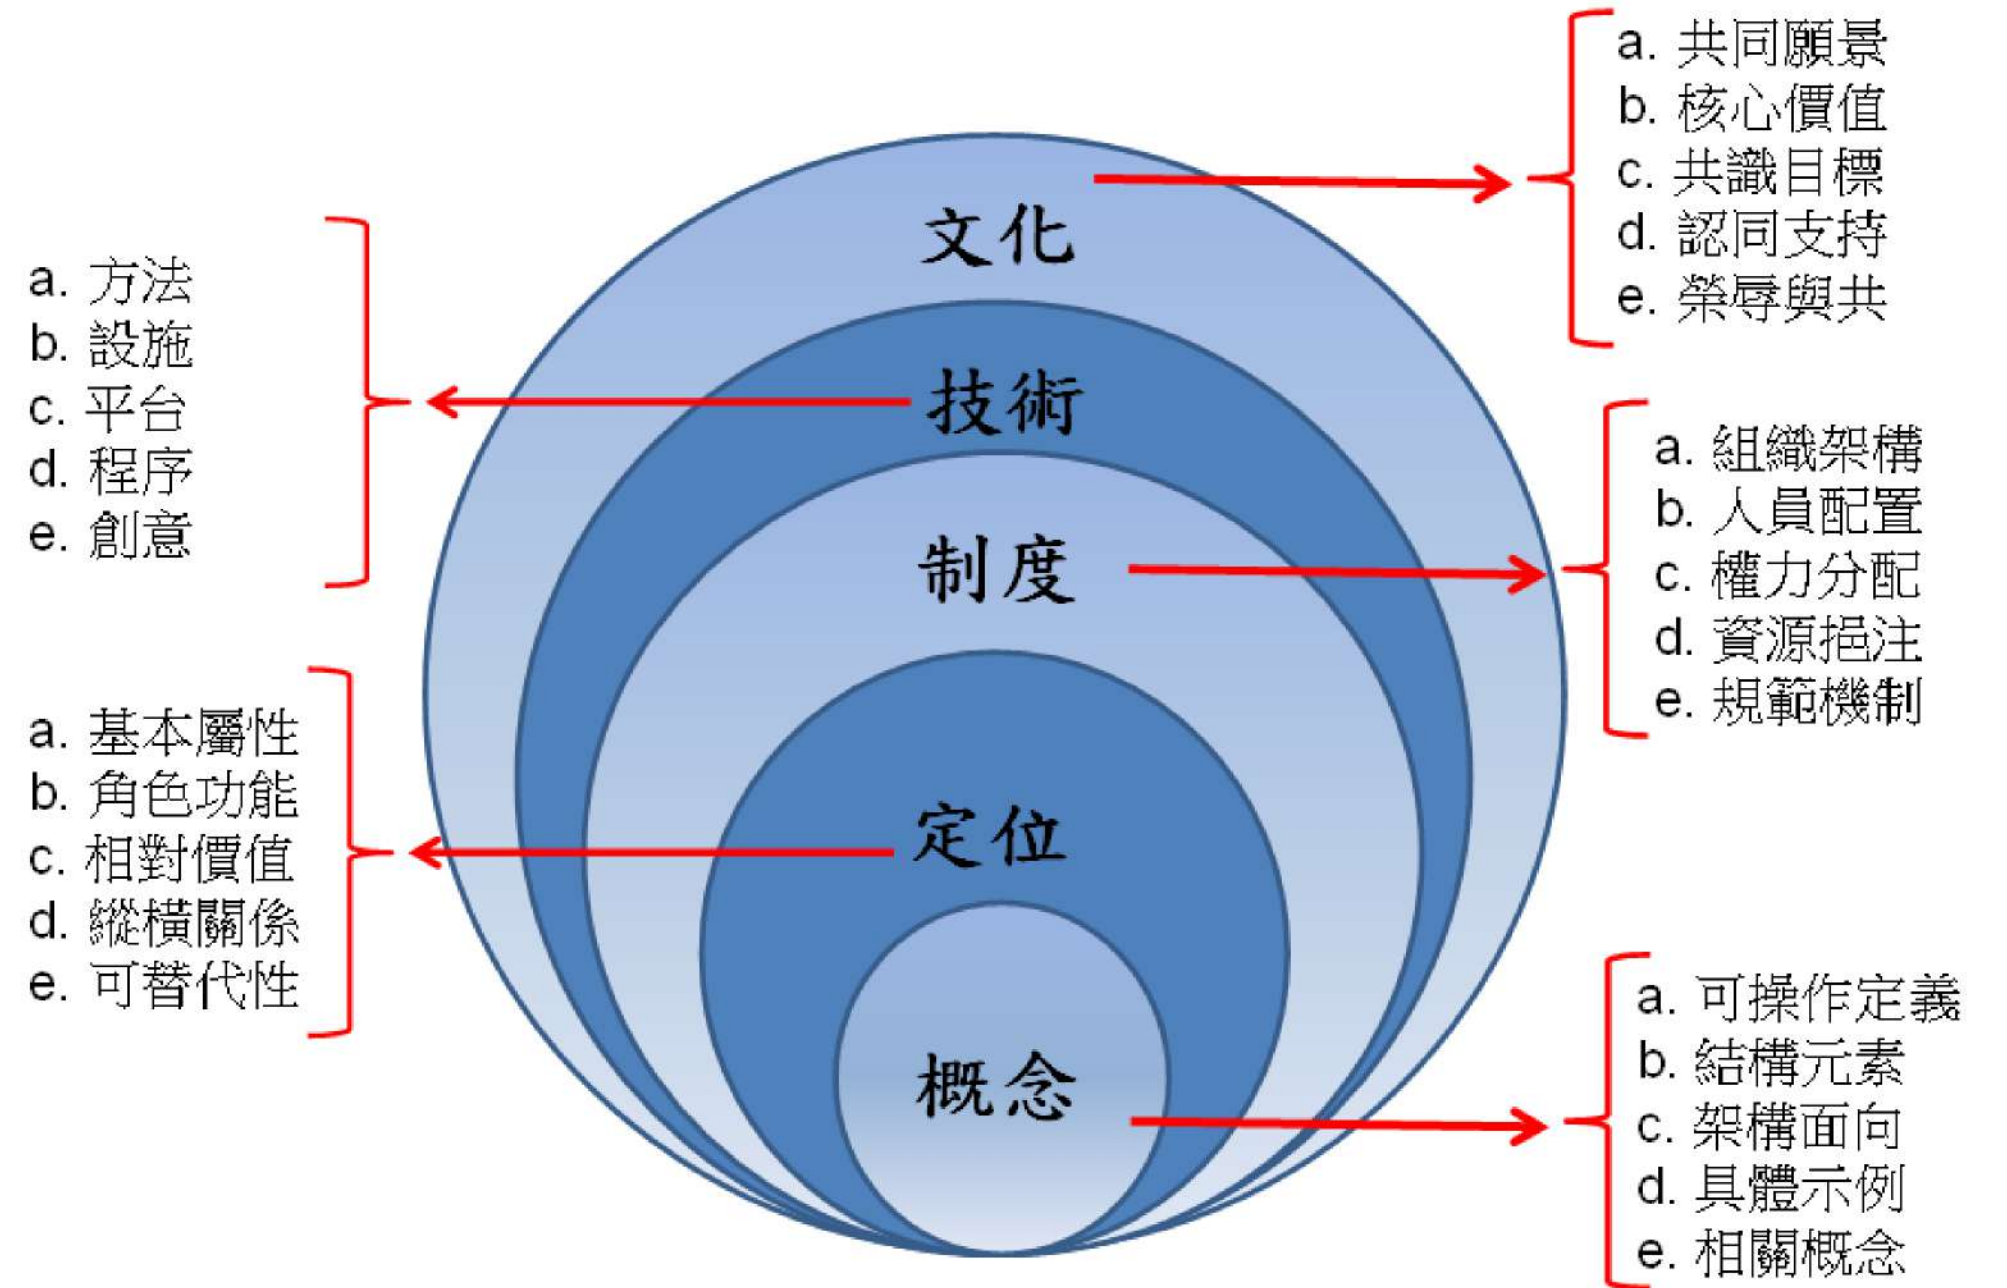 a. 共同願景
b. 核心價值
c. 共識目標
d. 認同支持
e. 榮辱與共
文化
a. 方法
b. 設施
c. 平台
d. 程序
e. 創意
技術
a. 組織架構
b. 人員配置
c. 權力分配
d. 資源挹注
e. 規範機制
制度
a. 基本屬性
b. 角色功能
c. 相對價值
d. 縱橫關係
e. 可替代性
定位
a. 可操作定義
b. 結構元素
c. 架構面向
d. 具體示例
e. 相關概念
概念